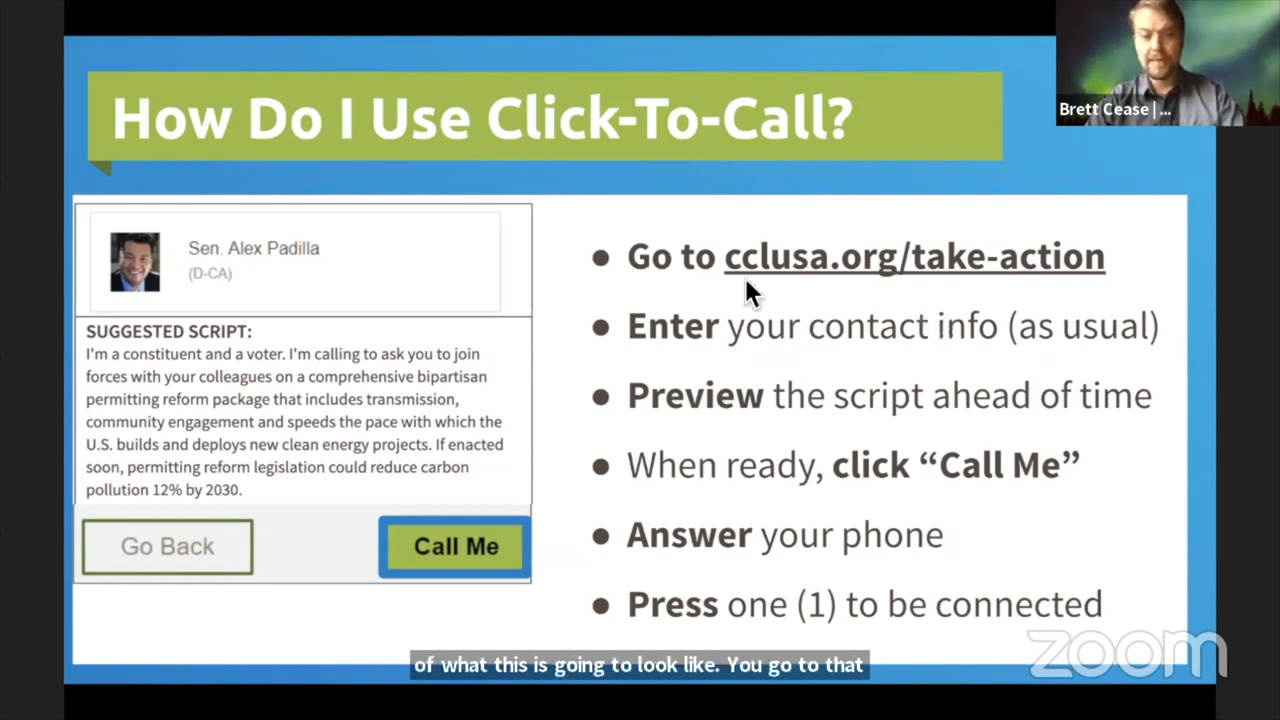 How Do I Use Click-To-Call?
Brett Cease | ...
Sen. Alex Padilla
(D-CA)
SUGGESTED SCRIPT:
I'm a constituent and a voter. I'm calling to ask you to join
forces with your colleagues on a comprehensive bipartisan
permitting reform package that includes transmission,
community engagement and speeds the pace with which the
U.S. builds and deploys new clean energy projects. If enacted
soon, permitting reform legislation could reduce carbon
pollution 12% by 2030.
Go Back
Call Me
● Go to cclusa.org/take-action
● Enter your contact info (as usual)
● Preview the script ahead of time
● When ready, click “Call Me”
● Answer your phone
● Press one (1) to be connected
of what this is going to look like. You go to that
zoom